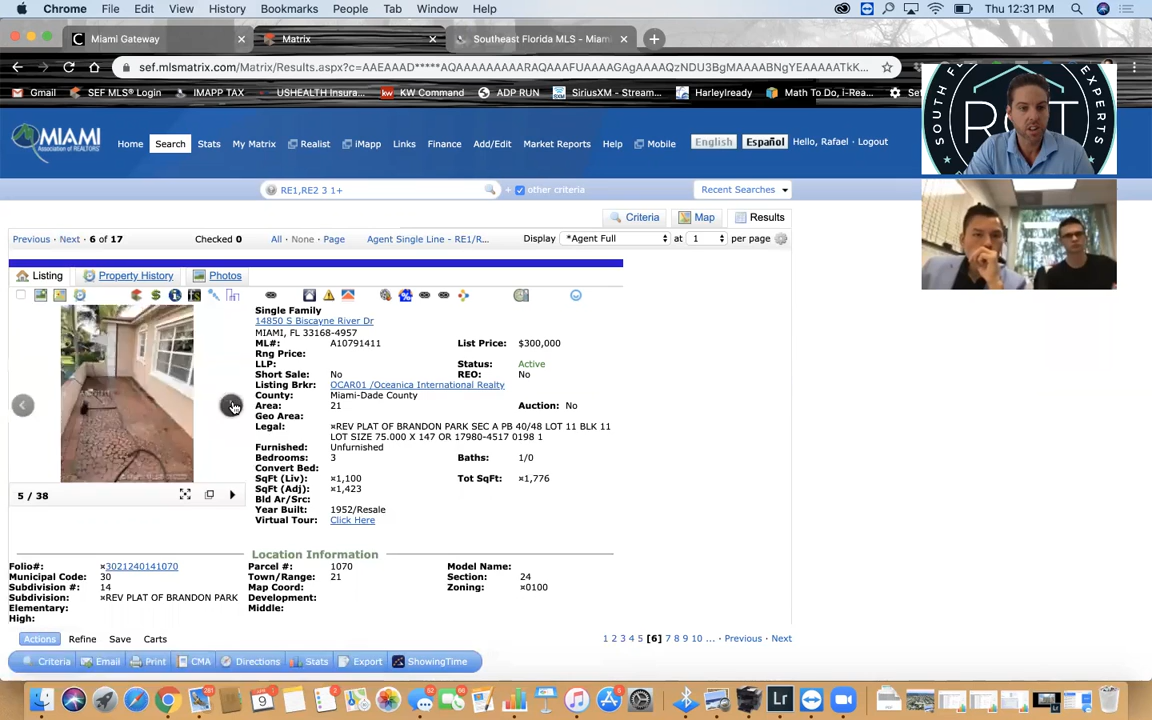 Chrome File Edit View History Bookmarks People Tab Window Help Thu 12:31 PM
Miami Gateway Matrix Southeast Florida MLS - Miam
sef.mlsmatrix.com/Matrix/Results.aspx?c=AAEAAAD*****AQAAAAAAAAARAQAAAFUAAAAGAgAAAAQzNDU3BgMAAAABNgYEAAAAATkK...
Gmail SEF MLS® Login IMAPP TAX USHEALTH Insura... KW Command ADP RUN SiriusXM - Stream... Harleylready Math To Do, i-Rea... Set
SOUTH F EXPERTS
MIAMI
Association of REALTORS®
Home Search Stats My Matrix Realist iMapp Links Finance Add/Edit Market Reports Help Mobile English Español Hello, Rafael · Logout
RE1,RE2 3 1+ + other criteria Recent Searches
Criteria Map Results
Previous · Next · 6 of 17 Checked 0 All · None · Page Agent Single Line - RE1/R... Display *Agent Full at 1 per page
Listing Property History Photos
Single Family
14850 S Biscayne River Dr
MIAMI, FL 33168-4957
ML#: A10791411 List Price: $300,000
Rng Price:
LLP: Status: Active
Short Sale: No REO: No
Listing Brkr: OCAR01 /Oceanica International Realty
County: Miami-Dade County
Area: 21 Auction: No
Geo Area:
Legal: ¤REV PLAT OF BRANDON PARK SEC A PB 40/48 LOT 11 BLK 11
LOT SIZE 75.000 X 147 OR 17980-4517 0198 1
Furnished: Unfurnished
Bedrooms: 3 Baths: 1/0
Convert Bed:
SqFt (Liv): ¤1,100 Tot SqFt: ¤1,776
SqFt (Adj): ¤1,423
Bld Ar/Src:
Year Built: 1952/Resale
Virtual Tour: Click Here
5 / 38
Location Information
Folio#: ¤3021240141070 Parcel #: 1070 Model Name:
Municipal Code: 30 Town/Range: 21 Section: 24
Subdivision #: 14 Map Coord: Zoning: ¤0100
Subdivision: ¤REV PLAT OF BRANDON PARK Development:
Elementary: Middle:
High:
Actions Refine Save Carts 1 2 3 4 5 [6] 7 8 9 10 ... · Previous · Next
Criteria Email Print CMA Directions Stats Export ShowingTime